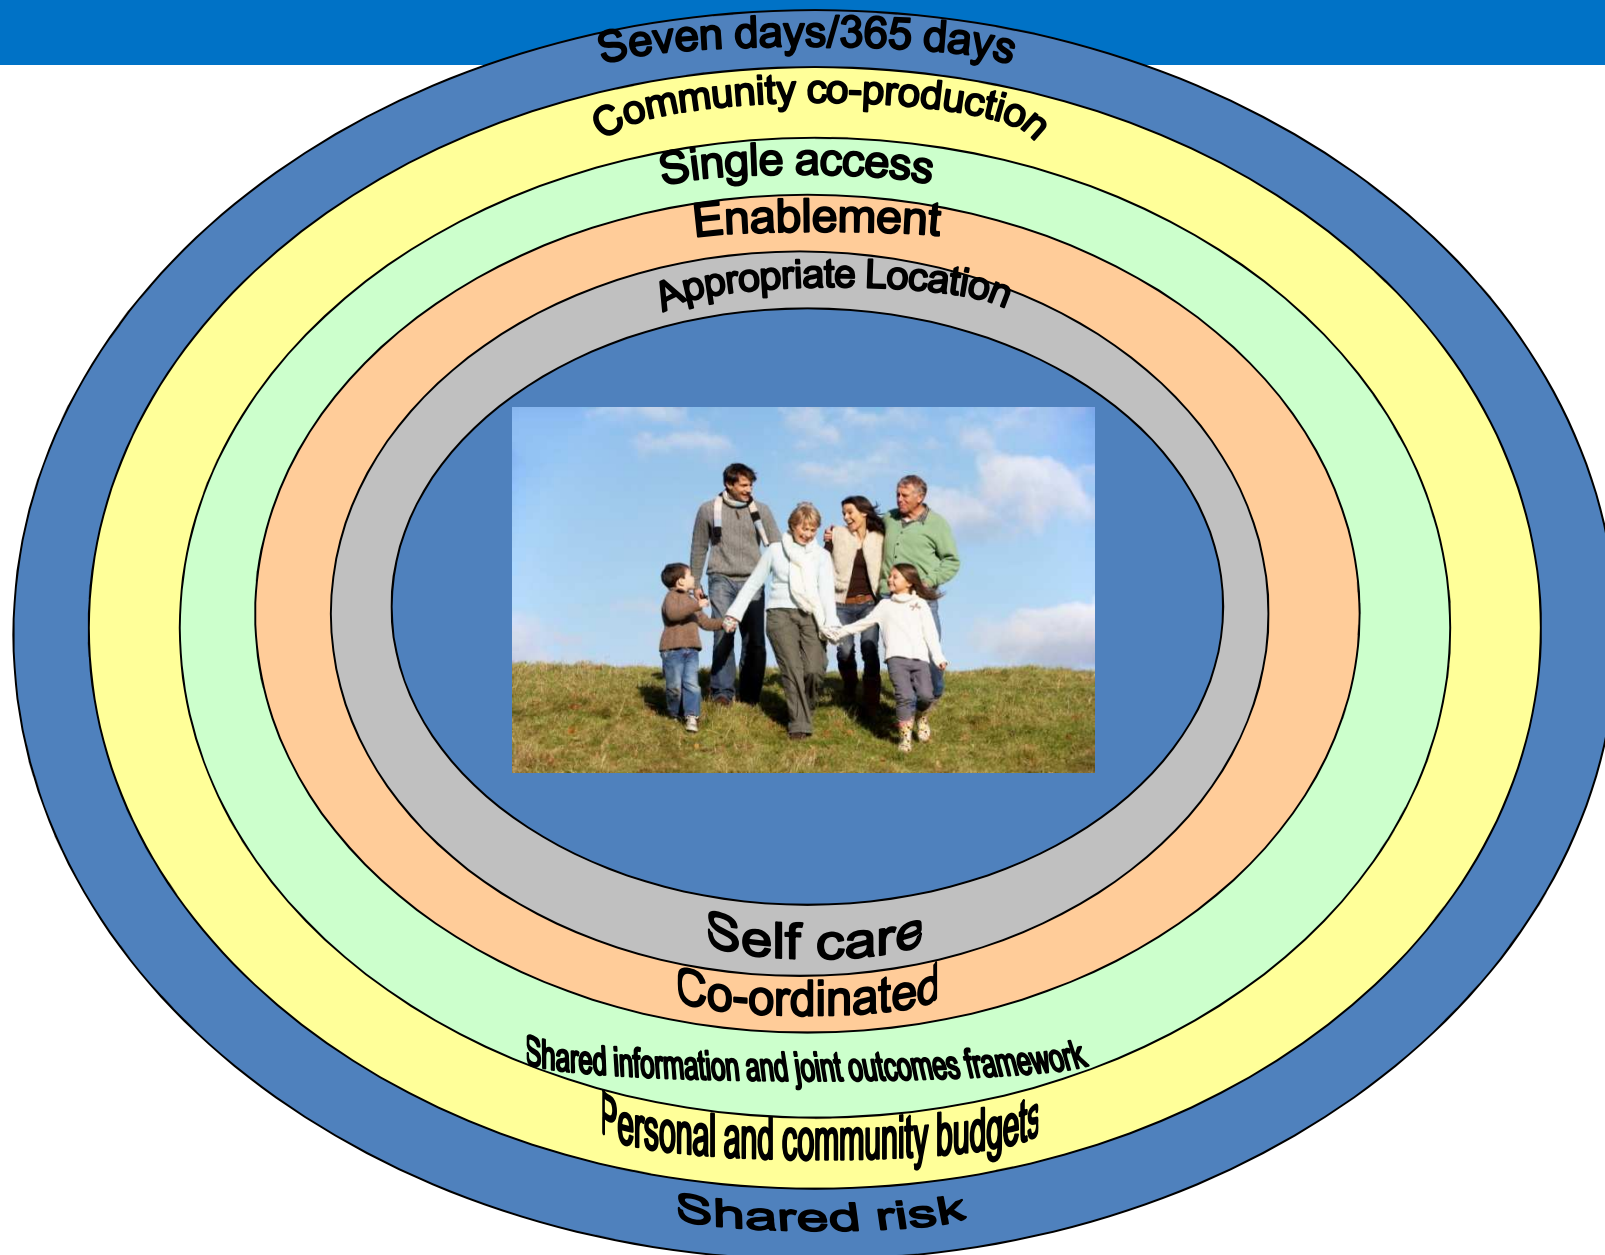 Seven days/365 days
Community co-production
Single access
Enablement
Appropriate Location
Self care
Co-ordinated
Shared information and joint outcomes framework
Personal and community budgets
Shared risk